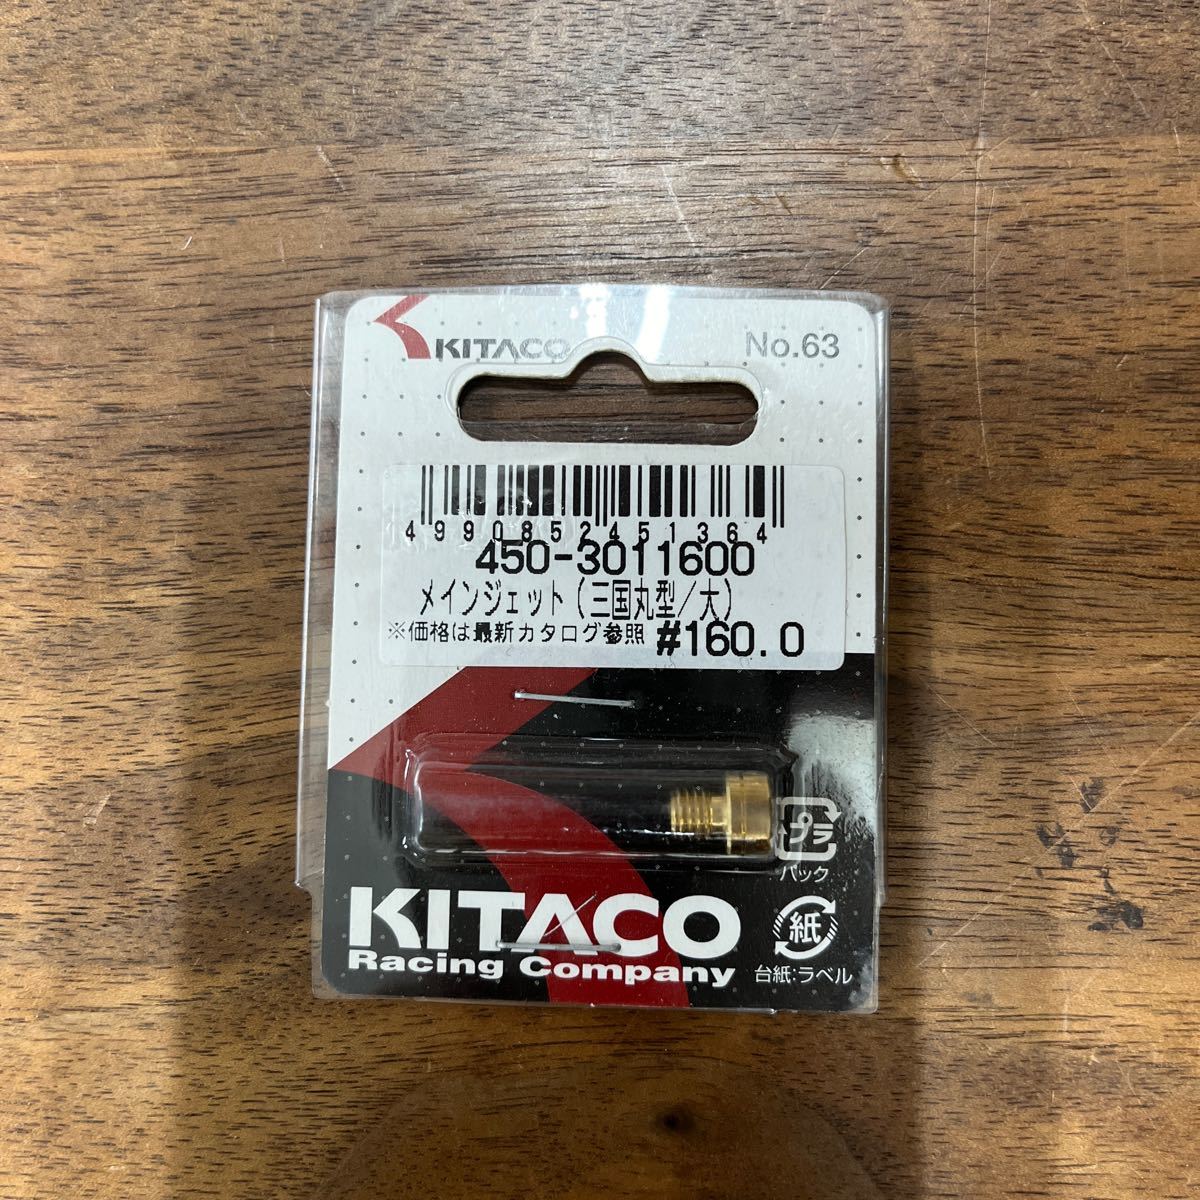 KITACO No.63
4990852451364
450-3011600
メインジェット(三国丸型/大)
※価格は最新カタログ参照 #160.0
プラ
パック
KITACO
Racing Company
紙
台紙:ラベル